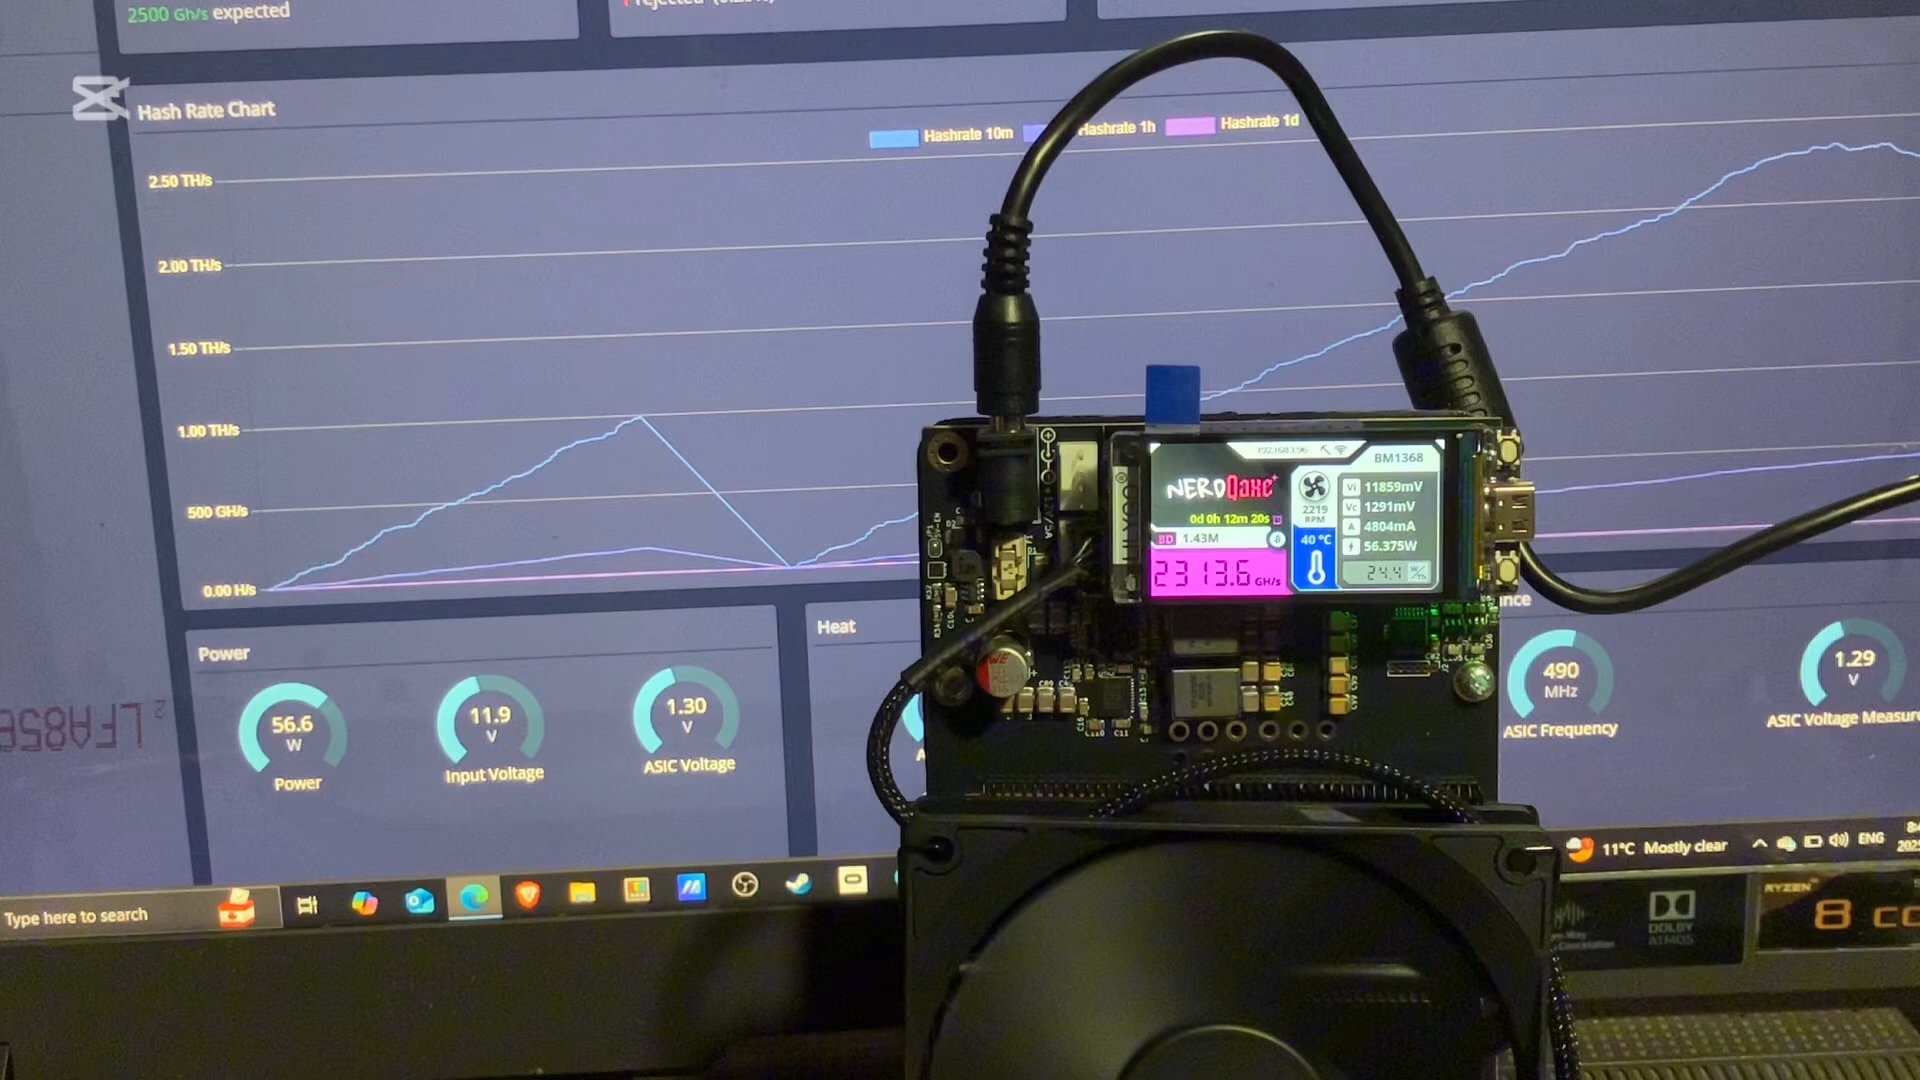 2500 Gh/s expected
Hash Rate Chart
Hashrate 10m
Hashrate 1h
Hashrate 1d
2.50 TH/s
2.00 TH/s
1.50 TH/s
1.00 TH/s
500 GH/s
0.00 H/s
BM1368
NERDQaxe+
0d 0h 12m 20s
BD 1.43M
2313.6 GH/s
2219
RPM
40 °C
Vi 11859mV
Vc 1291mV
A 4804mA
56.375W
24.4
Power
56.6
W
Power
11.9
V
Input Voltage
1.30
V
ASIC Voltage
Heat
490
MHz
ASIC Frequency
1.29
V
ASIC Voltage
11°C Mostly clear
ENG
Type here to search
DOLBY
ATMOS
RYZEN
8